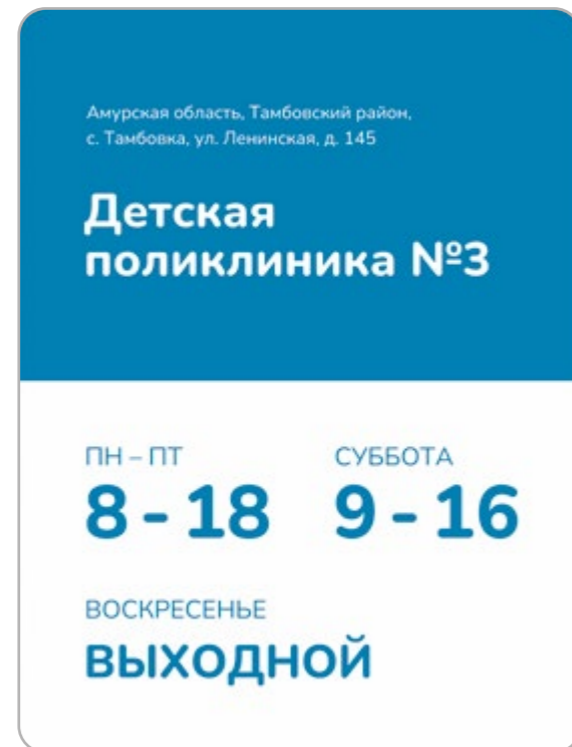 Амурская область, Тамбовский район,
с. Тамбовка, ул. Ленинская, д. 145
Детская
поликлиника №3
ПН – ПТ
8 - 18
СУББОТА
9 - 16
ВОСКРЕСЕНЬЕ
ВЫХОДНОЙ